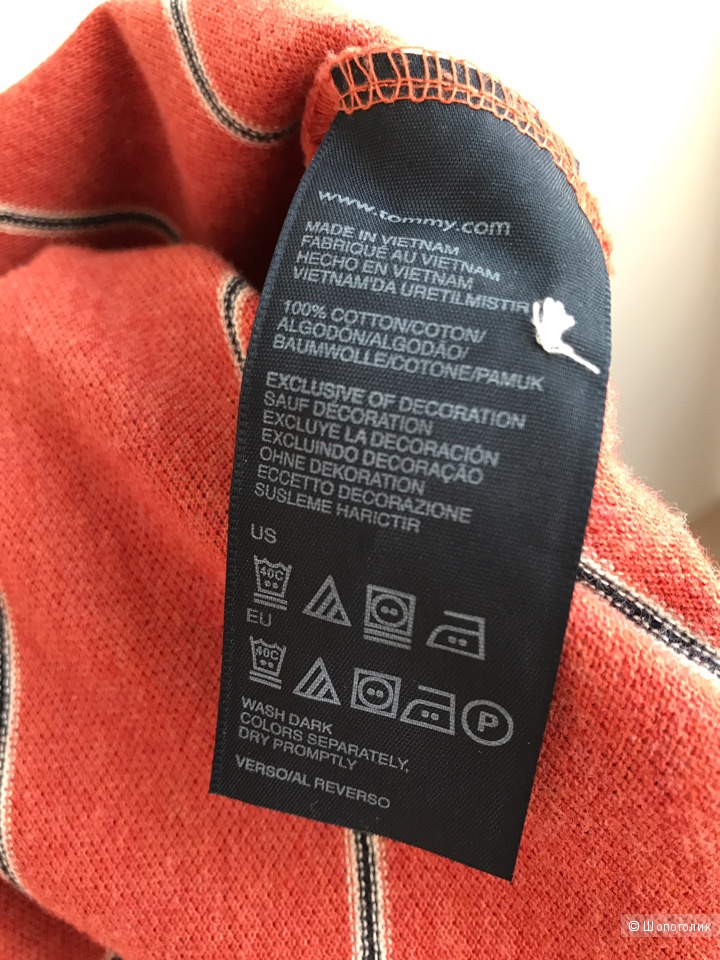 www.tommy.com
MADE IN VIETNAM
FABRIQUÉ AU VIETNAM
HECHO EN VIETNAM
VIETNAM'DA URETILMISTIR
100% COTTON/COTON/
ALGODÓN/ALGODÃO/
BAUMWOLLE/COTONE/PAMUK
EXCLUSIVE OF DECORATION
SAUF DÉCORATION
EXCLUYE LA DECORACIÓN
EXCLUINDO DECORAÇÃO
OHNE DEKORATION
ECCETTO DECORAZIONE
SUSLEME HARICTIR
US
40C
EU
40C
P
WASH DARK
COLORS SEPARATELY,
DRY PROMPTLY
VERSO/AL REVERSO
© Шопоголик